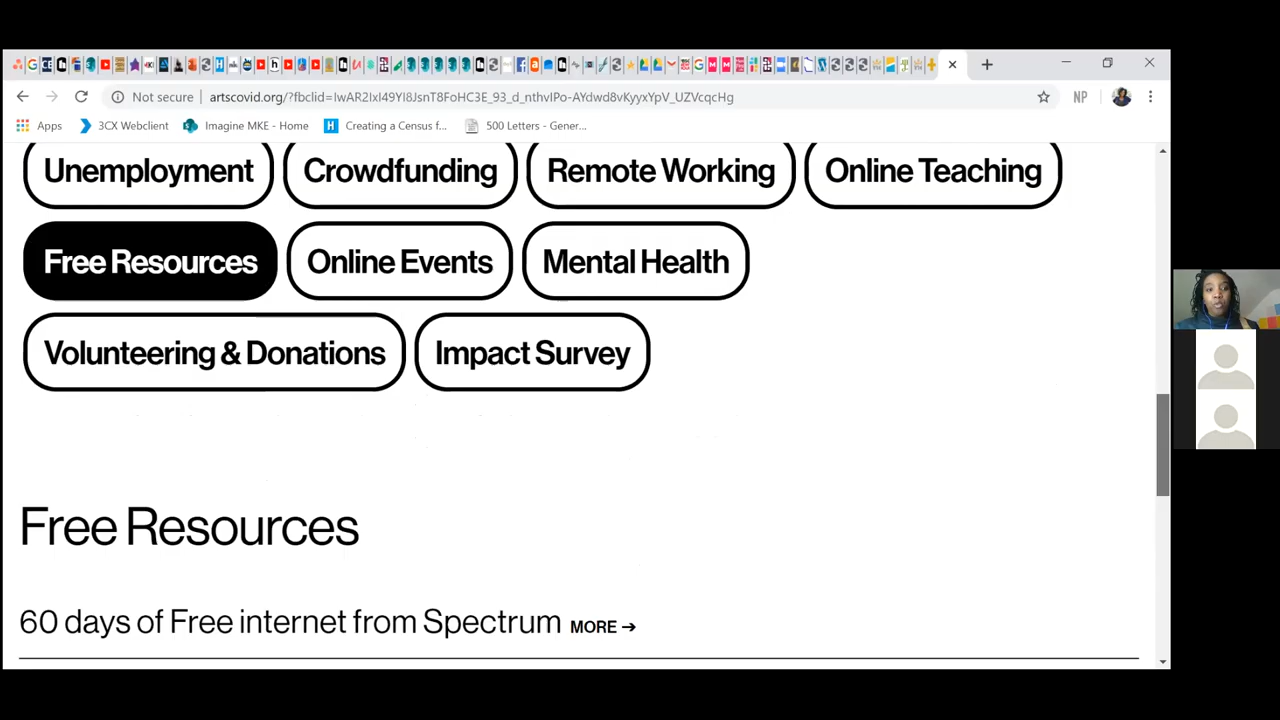 Not secure | artscovid.org/?fbclid=IwAR2IxI49YI8JsnT8FoHC3E_93_d_nthvIPo-AYdwd8vKyyxYpV_UZVcqcHg NP
Apps 3CX Webclient Imagine MKE - Home Creating a Census f... 500 Letters - Gener...
Unemployment Crowdfunding Remote Working Online Teaching
Free Resources Online Events Mental Health
Volunteering & Donations Impact Survey
Free Resources
60 days of Free internet from Spectrum MORE →